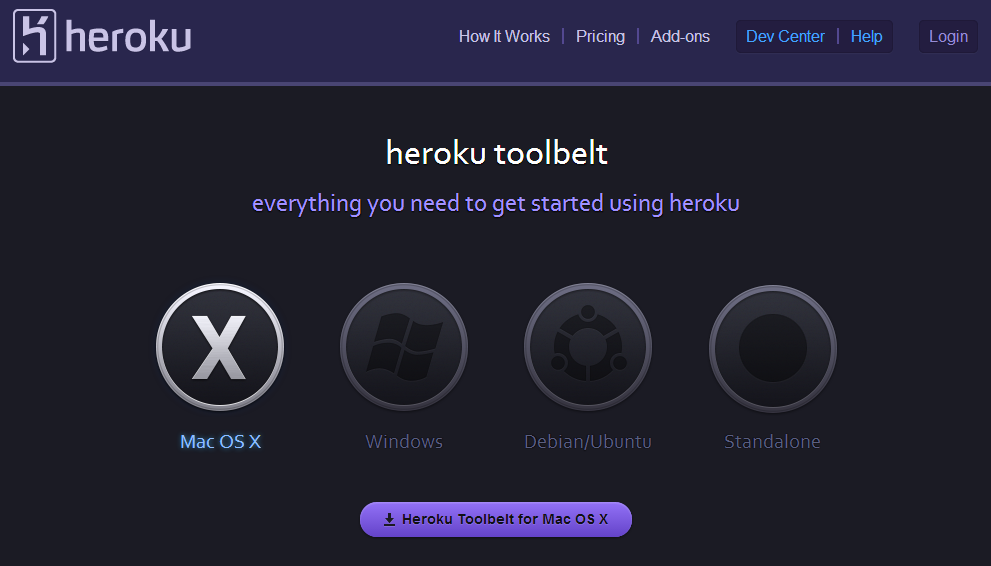 heroku
How It Works | Pricing | Add-ons
Dev Center | Help
Login
heroku toolbelt
everything you need to get started using heroku
X
Mac OS X
Windows
Debian/Ubuntu
Standalone
Heroku Toolbelt for Mac OS X